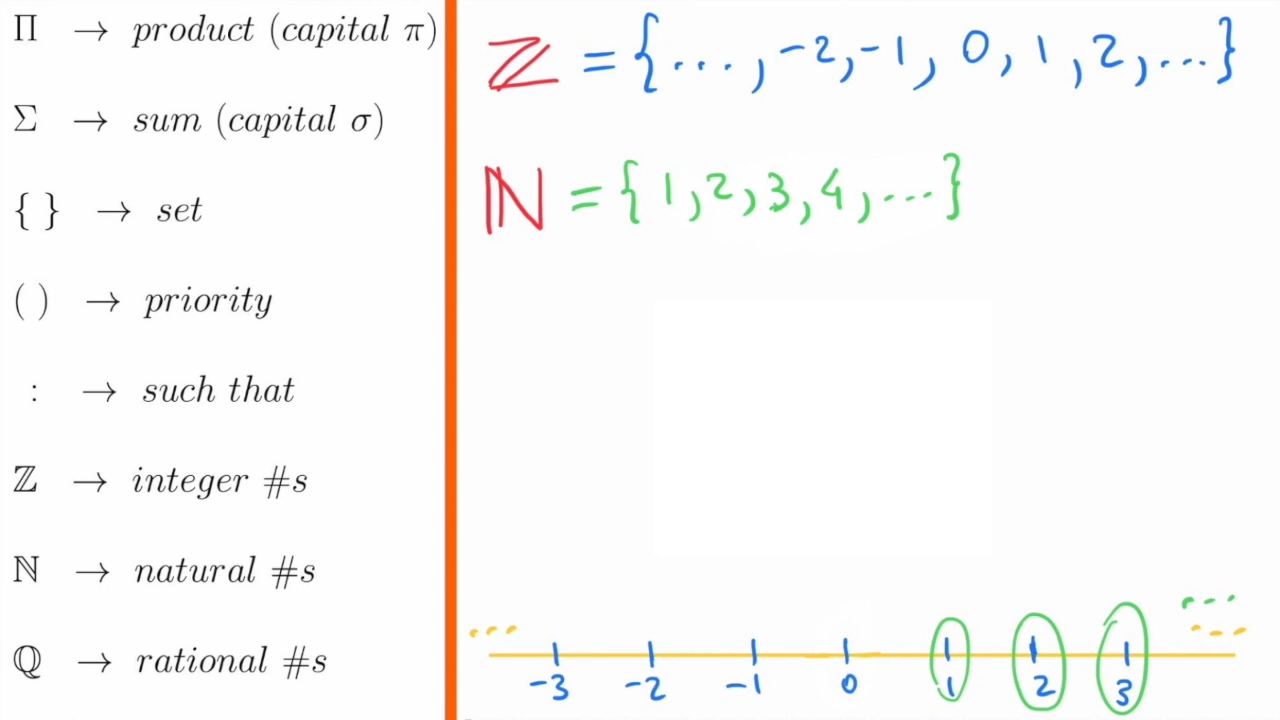 Π → product (capital π)
Σ → sum (capital σ)
{ } → set
( ) → priority
: → such that
ℤ → integer #s
ℕ → natural #s
ℚ → rational #s
ℤ = {..., -2, -1, 0, 1, 2, ...}
ℕ = {1, 2, 3, 4, ...}
... ...
...
-3 -2 -1 0 1 2 3